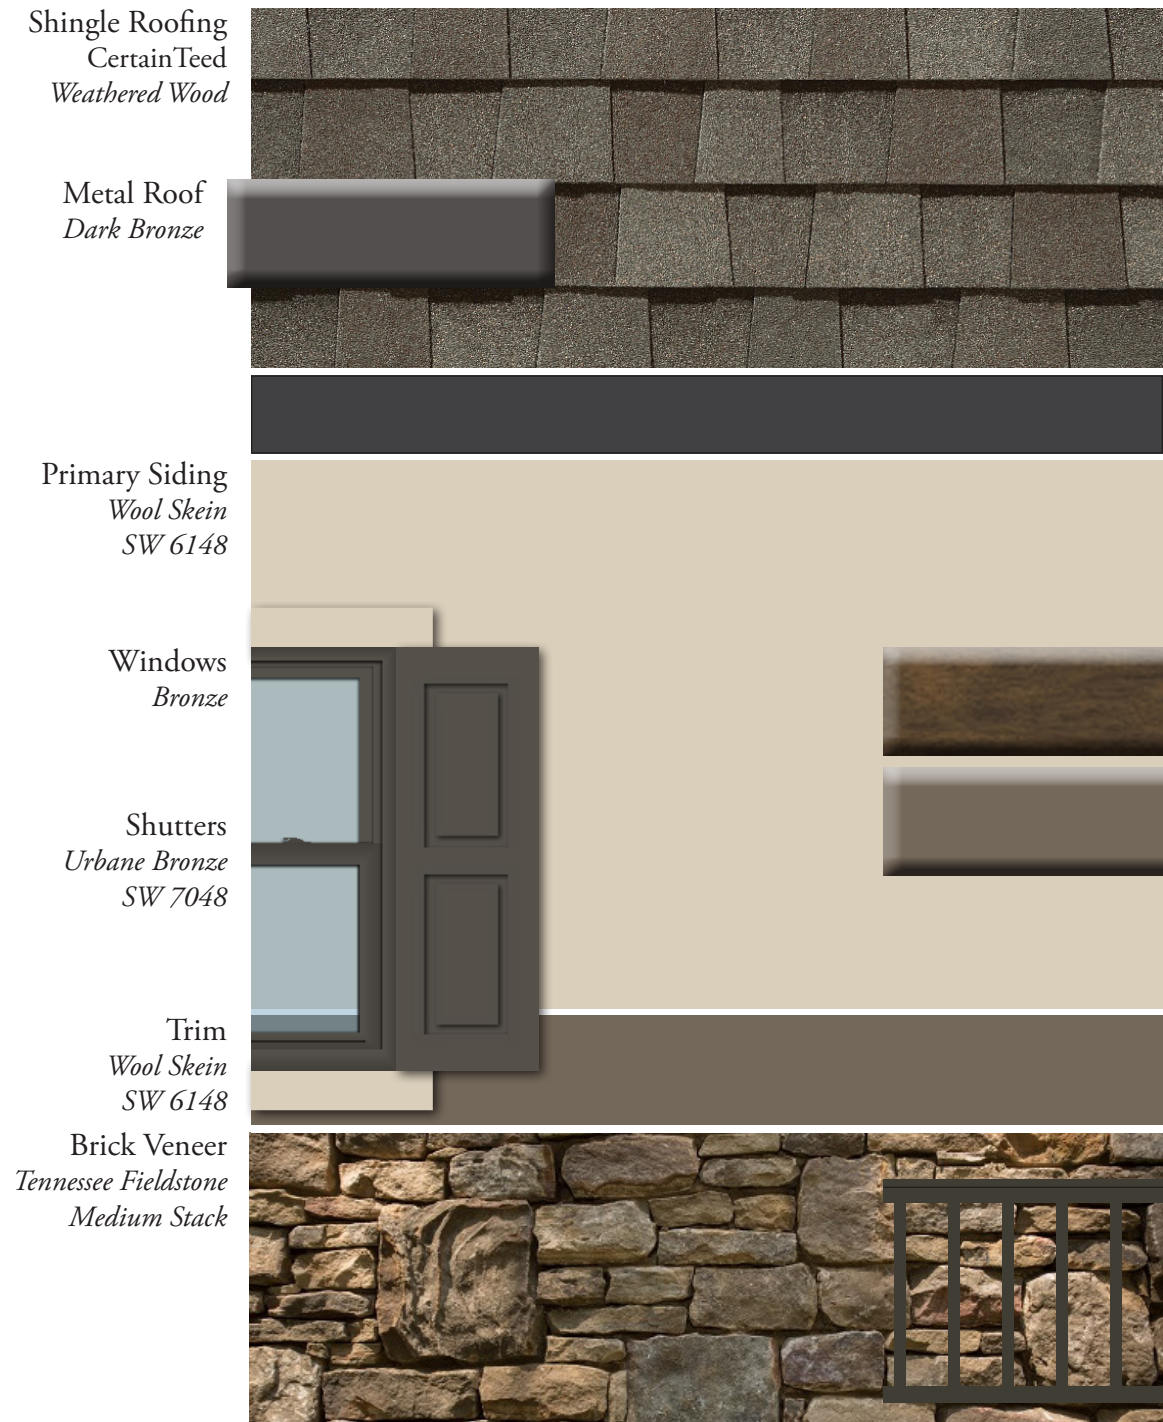 Shingle Roofing
CertainTeed
Weathered Wood
Metal Roof
Dark Bronze
Primary Siding
Wool Skein
SW 6148
Windows
Bronze
Shutters
Urbane Bronze
SW 7048
Trim
Wool Skein
SW 6148
Brick Veneer
Tennessee Fieldstone
Medium Stack